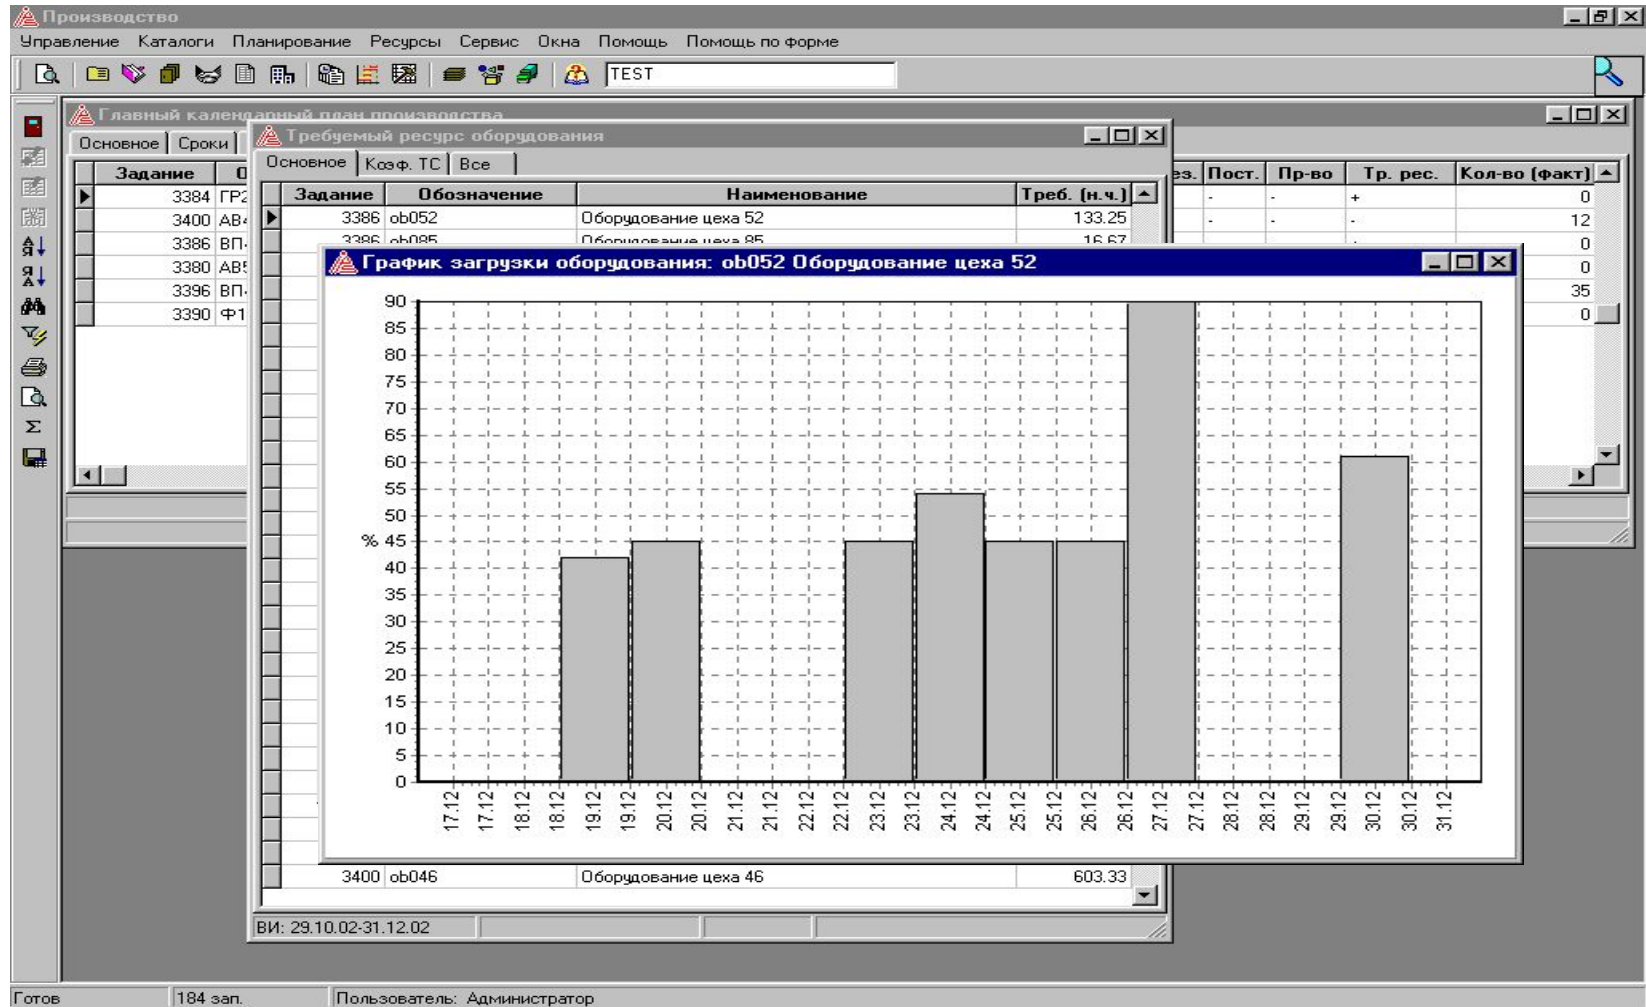 Производство
Управление Каталоги Планирование Ресурсы Сервис Окна Помощь Помощь по форме
TEST
Главный календарный план производства
Основное Сроки
Задание Пост. Пр-во Тр. рес. Кол-во (факт)
3384 ГР2 - - + 0
3400 АВ4 - - - 12
3386 ВП- 0
3380 АВ5 0
3396 ВП- 35
3390 Ф1 0
Требуемый ресурс оборудования
Основное Коэф. ТС Все
Задание Обозначение Наименование Треб. (н.ч.)
3386 ob052 Оборудование цеха 52 133.25
3386 ob085 Оборудование цеха 85 16.67
График загрузки оборудования: ob052 Оборудование цеха 52
90
85
80
75
70
65
60
55
50
% 45
40
35
30
25
20
15
10
5
0
17.12 17.12 18.12 18.12 19.12 19.12 20.12 20.12 21.12 21.12 22.12 22.12 23.12 23.12 24.12 24.12 25.12 25.12 26.12 26.12 27.12 27.12 28.12 28.12 29.12 29.12 30.12 30.12 31.12
3400 ob046 Оборудование цеха 46 603.33
ВИ: 29.10.02-31.12.02
Готов 184 зап. Пользователь: Администратор